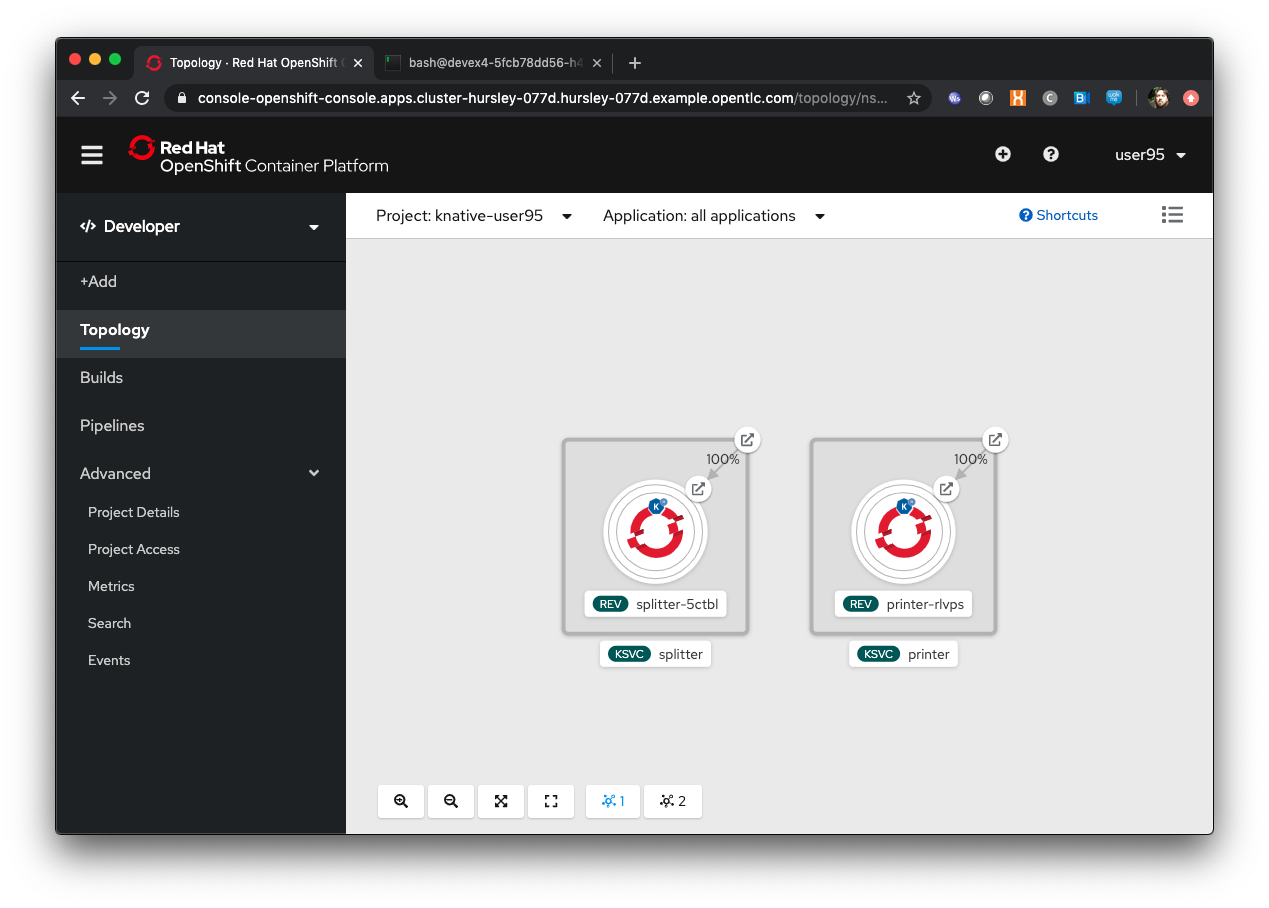 Topology · Red Hat OpenShift
bash@devex4-5fcb78dd56-h4
console-openshift-console.apps.cluster-hursley-077d.hursley-077d.example.opentlc.com/topology/ns...
Red Hat
OpenShift Container Platform
user95
</> Developer
Project: knative-user95
Application: all applications
Shortcuts
+Add
Topology
Builds
Pipelines
Advanced
Project Details
Project Access
Metrics
Search
Events
100%
K
REV splitter-5ctbl
KSVC splitter
100%
K
REV printer-rlvps
KSVC printer
1
2